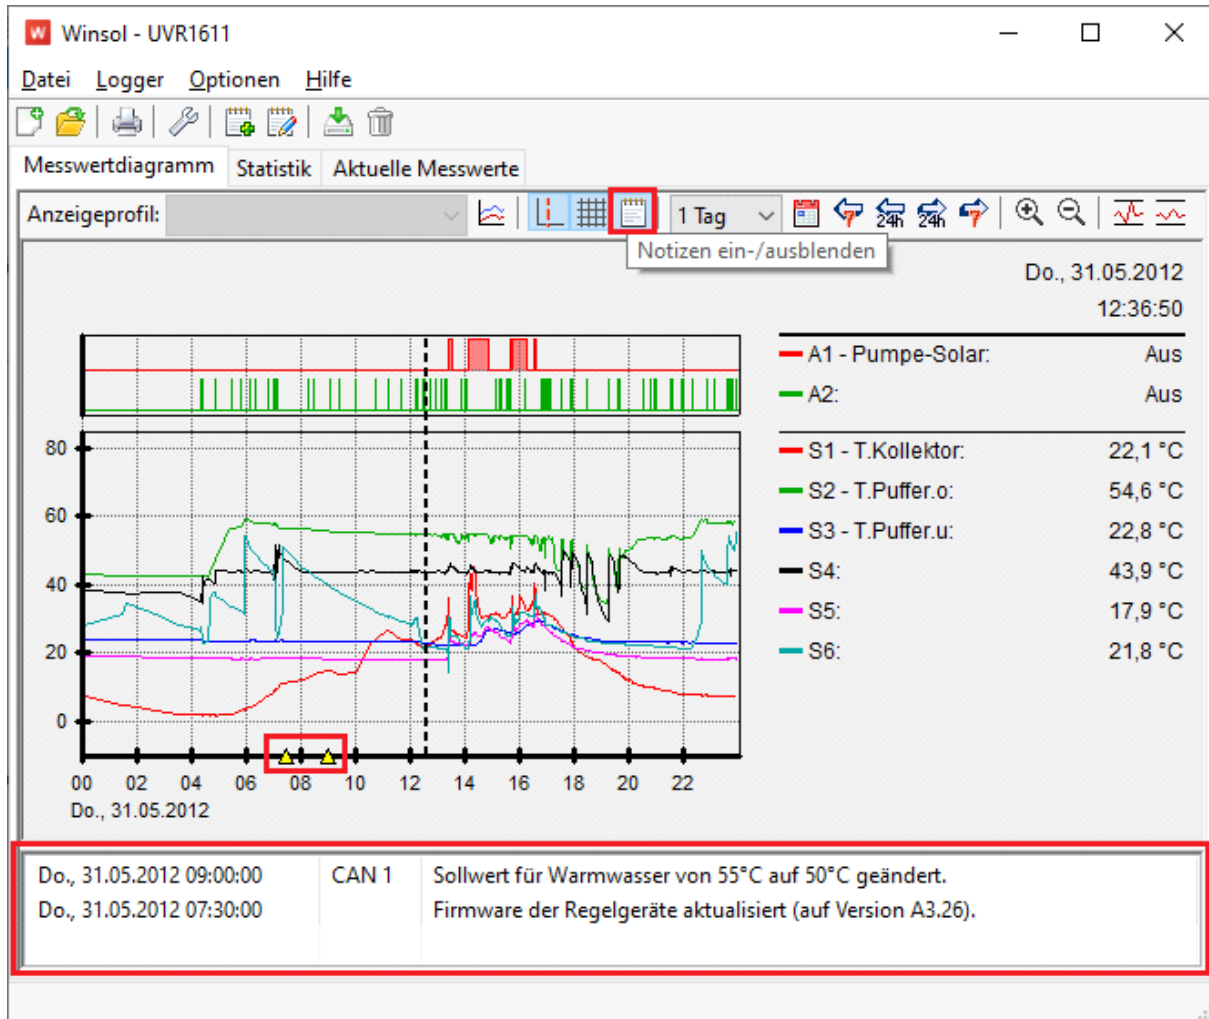 Winsol - UVR1611
Datei Logger Optionen Hilfe
Messwertdiagramm Statistik Aktuelle Messwerte
Anzeigeprofil: 1 Tag 7 24h 24h 7
Notizen ein-/ausblenden
Do., 31.05.2012
12:36:50
A1 - Pumpe-Solar: Aus
A2: Aus
80
60
40
20
0
S1 - T.Kollektor: 22,1 °C
S2 - T.Puffer.o: 54,6 °C
S3 - T.Puffer.u: 22,8 °C
S4: 43,9 °C
S5: 17,9 °C
S6: 21,8 °C
00 02 04 06 08 10 12 14 16 18 20 22
Do., 31.05.2012
Do., 31.05.2012 09:00:00 CAN 1 Sollwert für Warmwasser von 55°C auf 50°C geändert.
Do., 31.05.2012 07:30:00 Firmware der Regelgeräte aktualisiert (auf Version A3.26).